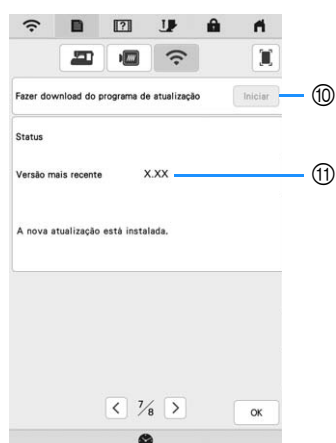 Fazer download do programa de atualização
Iniciar
⑩
Status
Versão mais recente X.XX
⑪
A nova atualização está instalada.
7/8
OK